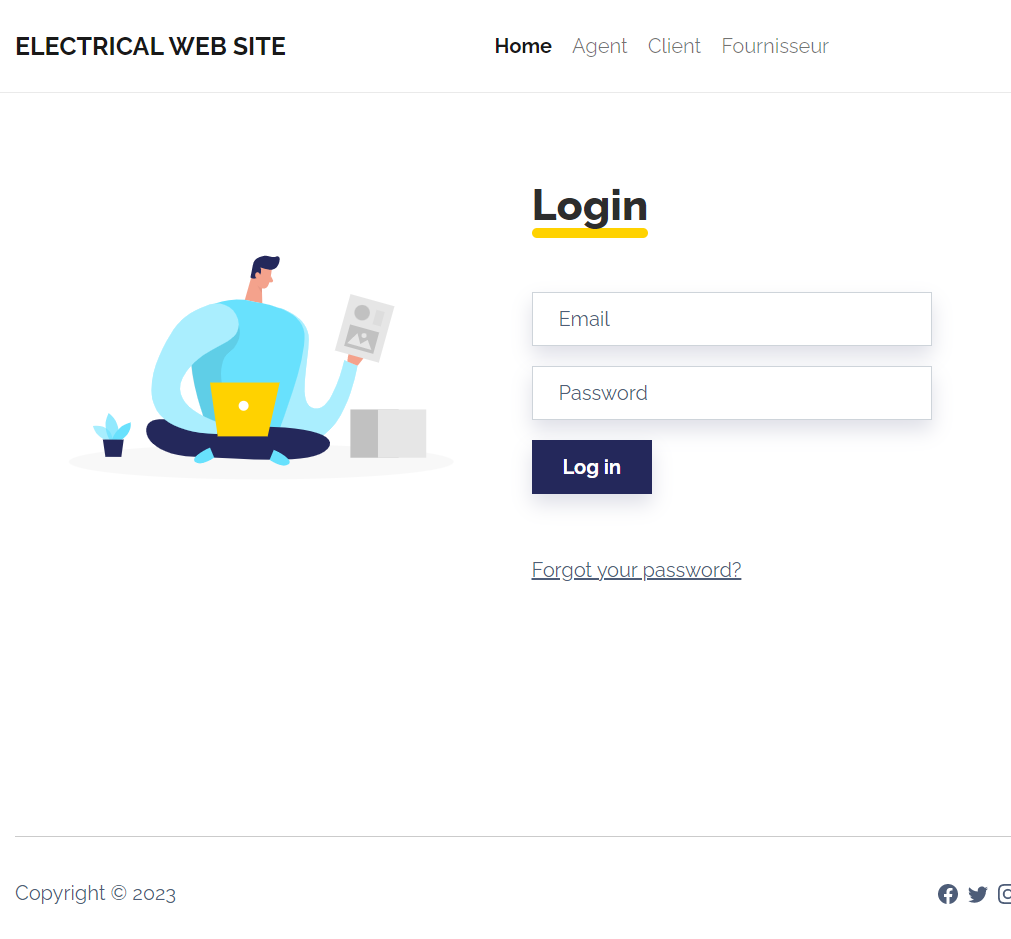 ELECTRICAL WEB SITE
Home Agent Client Fournisseur
Login
Email
Password
Log in
Forgot your password?
Copyright © 2023